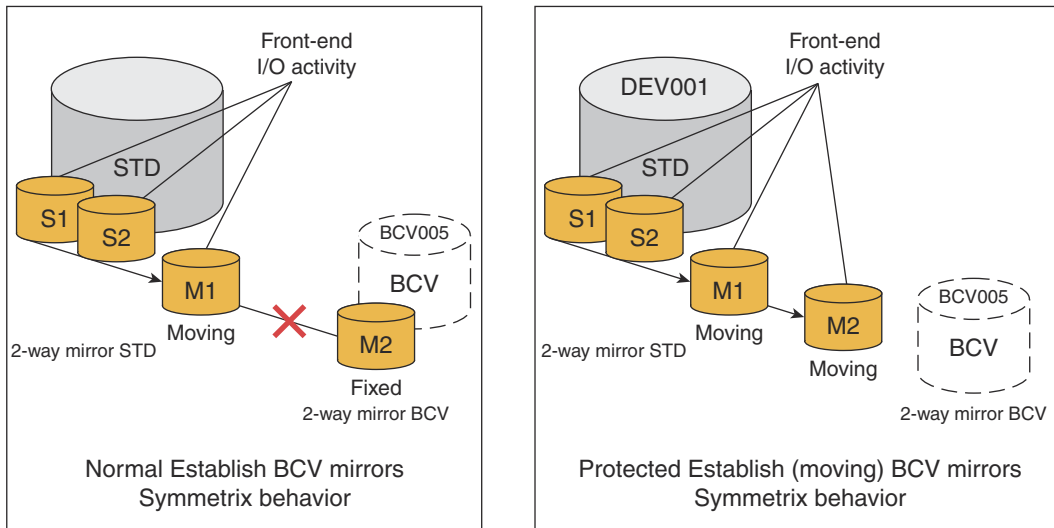 Front-end
I/O activity
STD
S1
S2
BCV005
BCV
M1
Moving
M2
2-way mirror STD
Fixed
2-way mirror BCV
Normal Establish BCV mirrors
Symmetrix behavior
Front-end
I/O activity
DEV001
STD
S1
S2
M1
BCV005
M2
BCV
Moving
2-way mirror STD
Moving
2-way mirror BCV
Protected Establish (moving) BCV mirrors
Symmetrix behavior